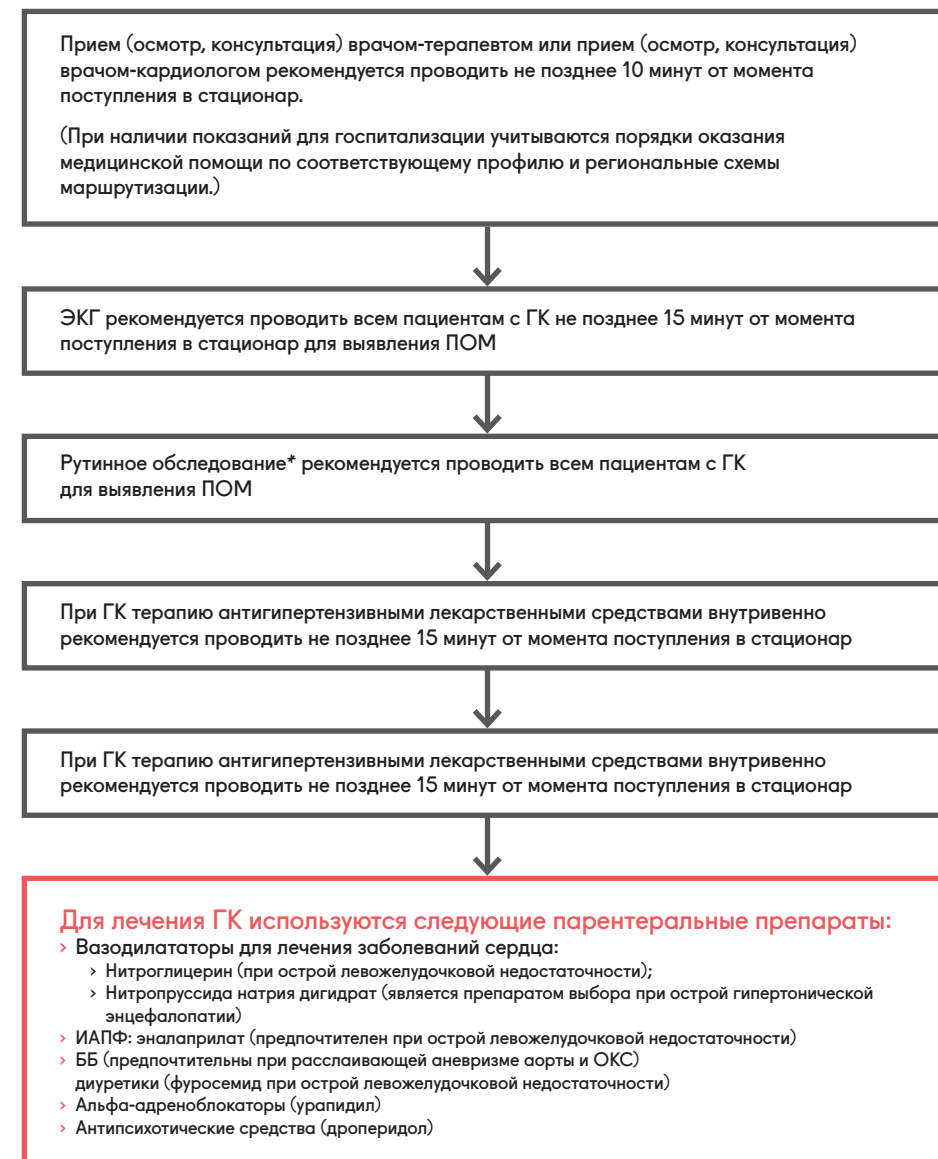 Прием (осмотр, консультация) врачом-терапевтом или прием (осмотр, консультация)
врачом-кардиологом рекомендуется проводить не позднее 10 минут от момента
поступления в стационар.
(При наличии показаний для госпитализации учитываются порядки оказания
медицинской помощи по соответствующему профилю и региональные схемы
маршрутизации.)
ЭКГ рекомендуется проводить всем пациентам с ГК не позднее 15 минут от момента
поступления в стационар для выявления ПОМ
Рутинное обследование* рекомендуется проводить всем пациентам с ГК
для выявления ПОМ
При ГК терапию антигипертензивными лекарственными средствами внутривенно
рекомендуется проводить не позднее 15 минут от момента поступления в стационар
При ГК терапию антигипертензивными лекарственными средствами внутривенно
рекомендуется проводить не позднее 15 минут от момента поступления в стационар
Для лечения ГК используются следующие парентеральные препараты:
› Вазодилататоры для лечения заболеваний сердца:
› Нитроглицерин (при острой левожелудочковой недостаточности);
› Нитропруссида натрия дигидрат (является препаратом выбора при острой гипертонической
энцефалопатии)
› ИАПФ: эналаприлат (предпочтителен при острой левожелудочковой недостаточности)
› ББ (предпочтительны при расслаивающей аневризме аорты и ОКС)
диуретики (фуросемид при острой левожелудочковой недостаточности)
› Альфа-адреноблокаторы (урапидил)
› Антипсихотические средства (дроперидол)